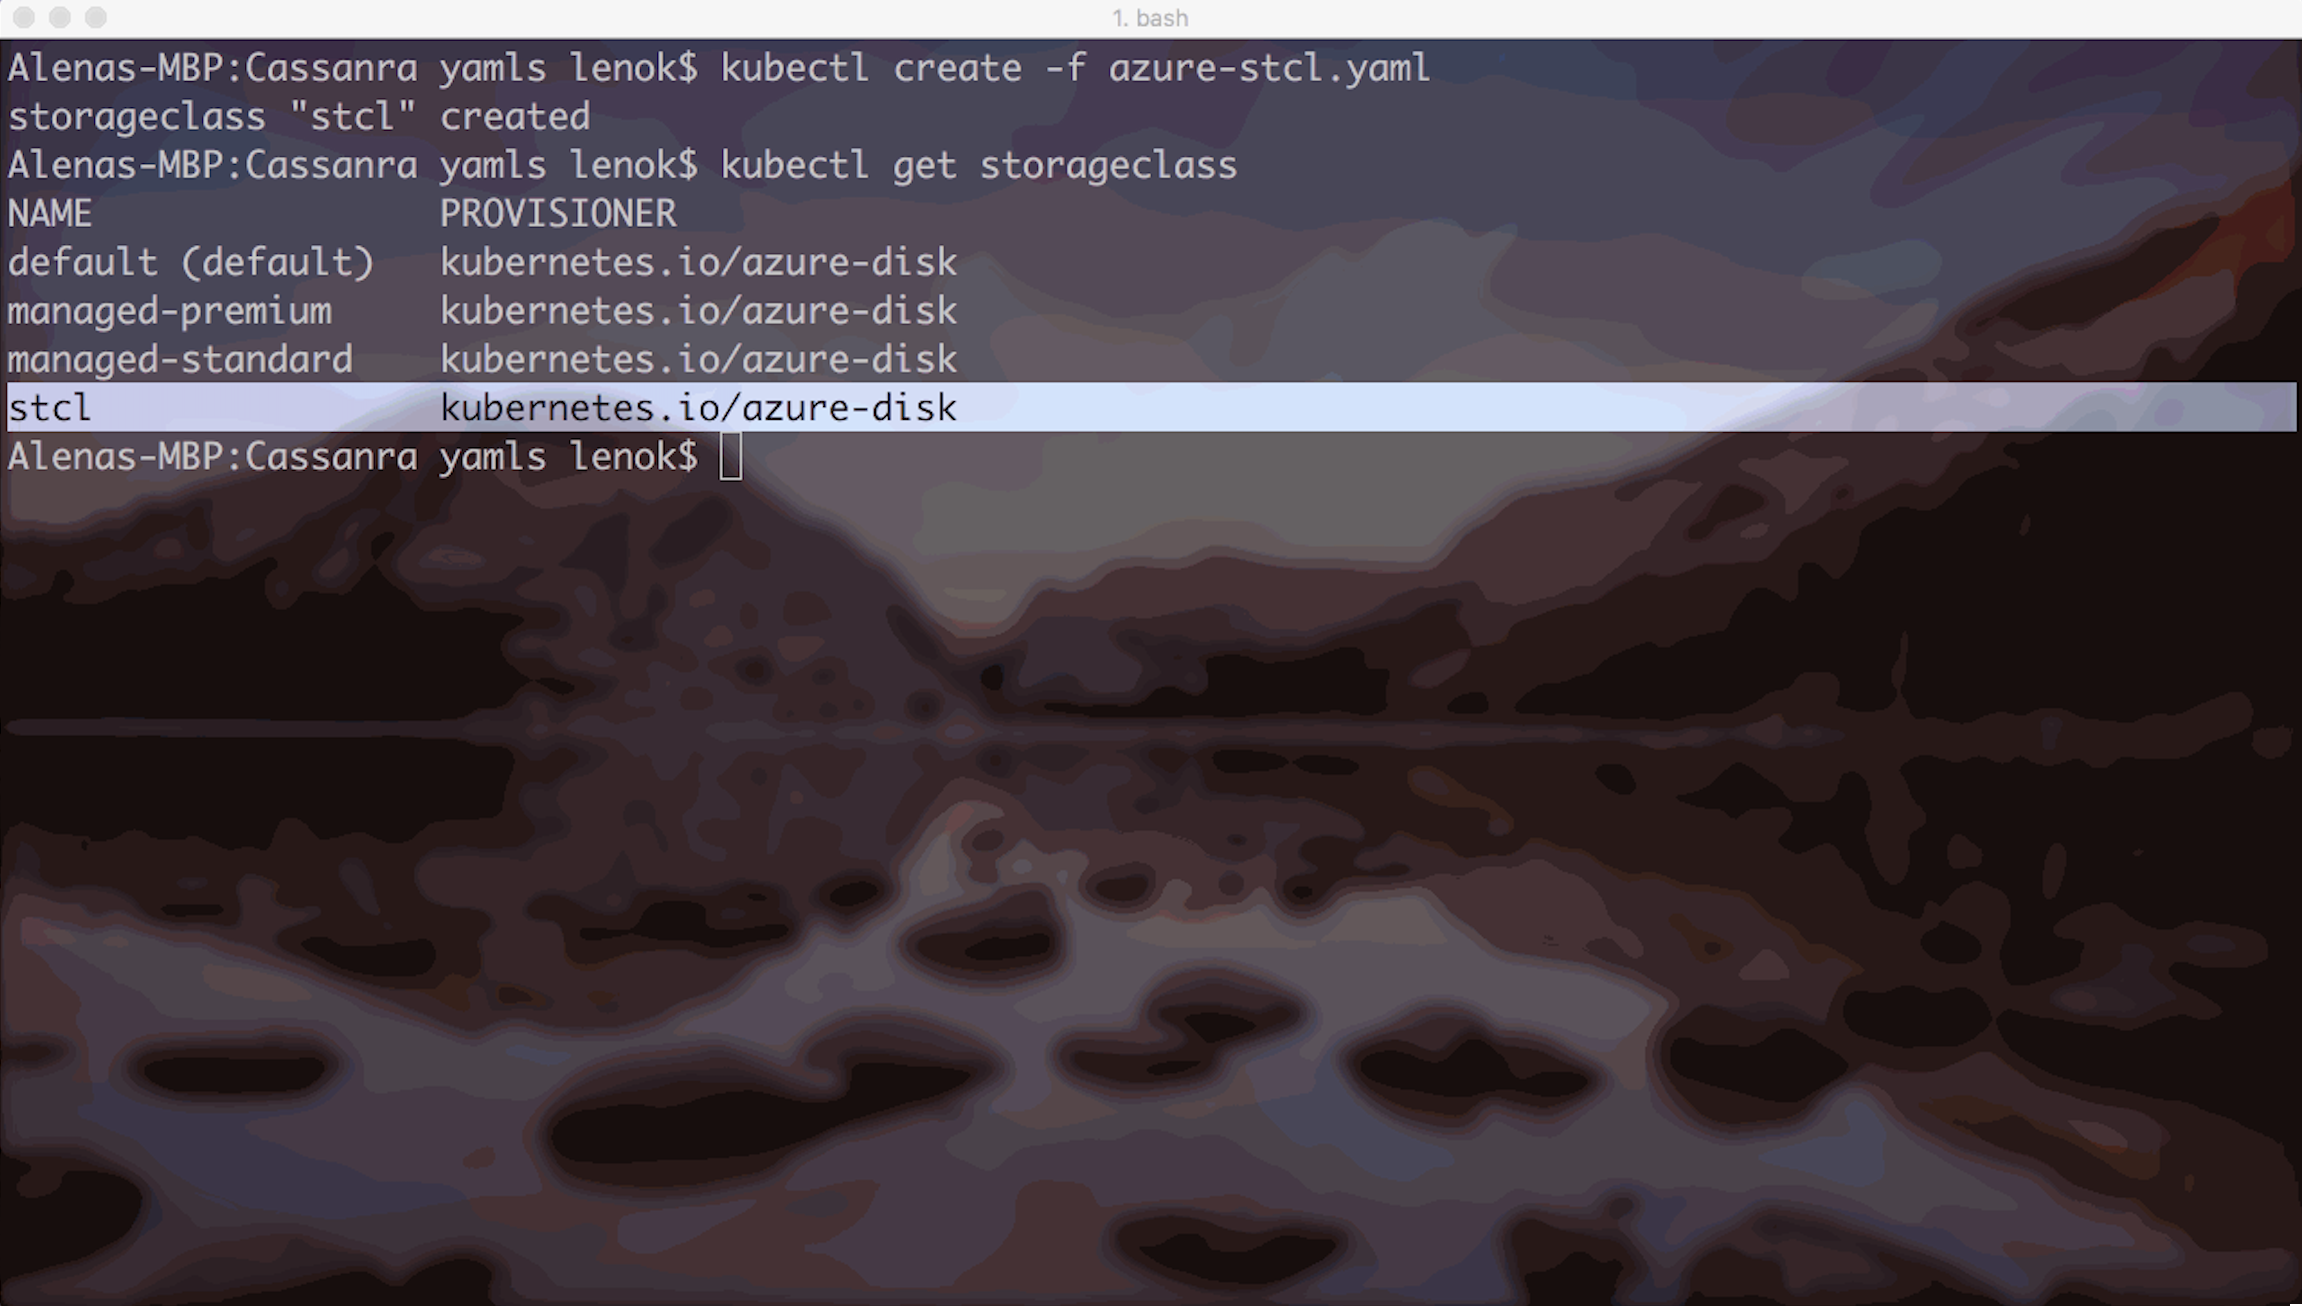 1. bash
Alenas-MBP:Cassanra yamls lenok$ kubectl create -f azure-stcl.yaml
storageclass "stcl" created
Alenas-MBP:Cassanra yamls lenok$ kubectl get storageclass
NAME                PROVISIONER
default (default)   kubernetes.io/azure-disk
managed-premium     kubernetes.io/azure-disk
managed-standard    kubernetes.io/azure-disk
stcl                kubernetes.io/azure-disk
Alenas-MBP:Cassanra yamls lenok$